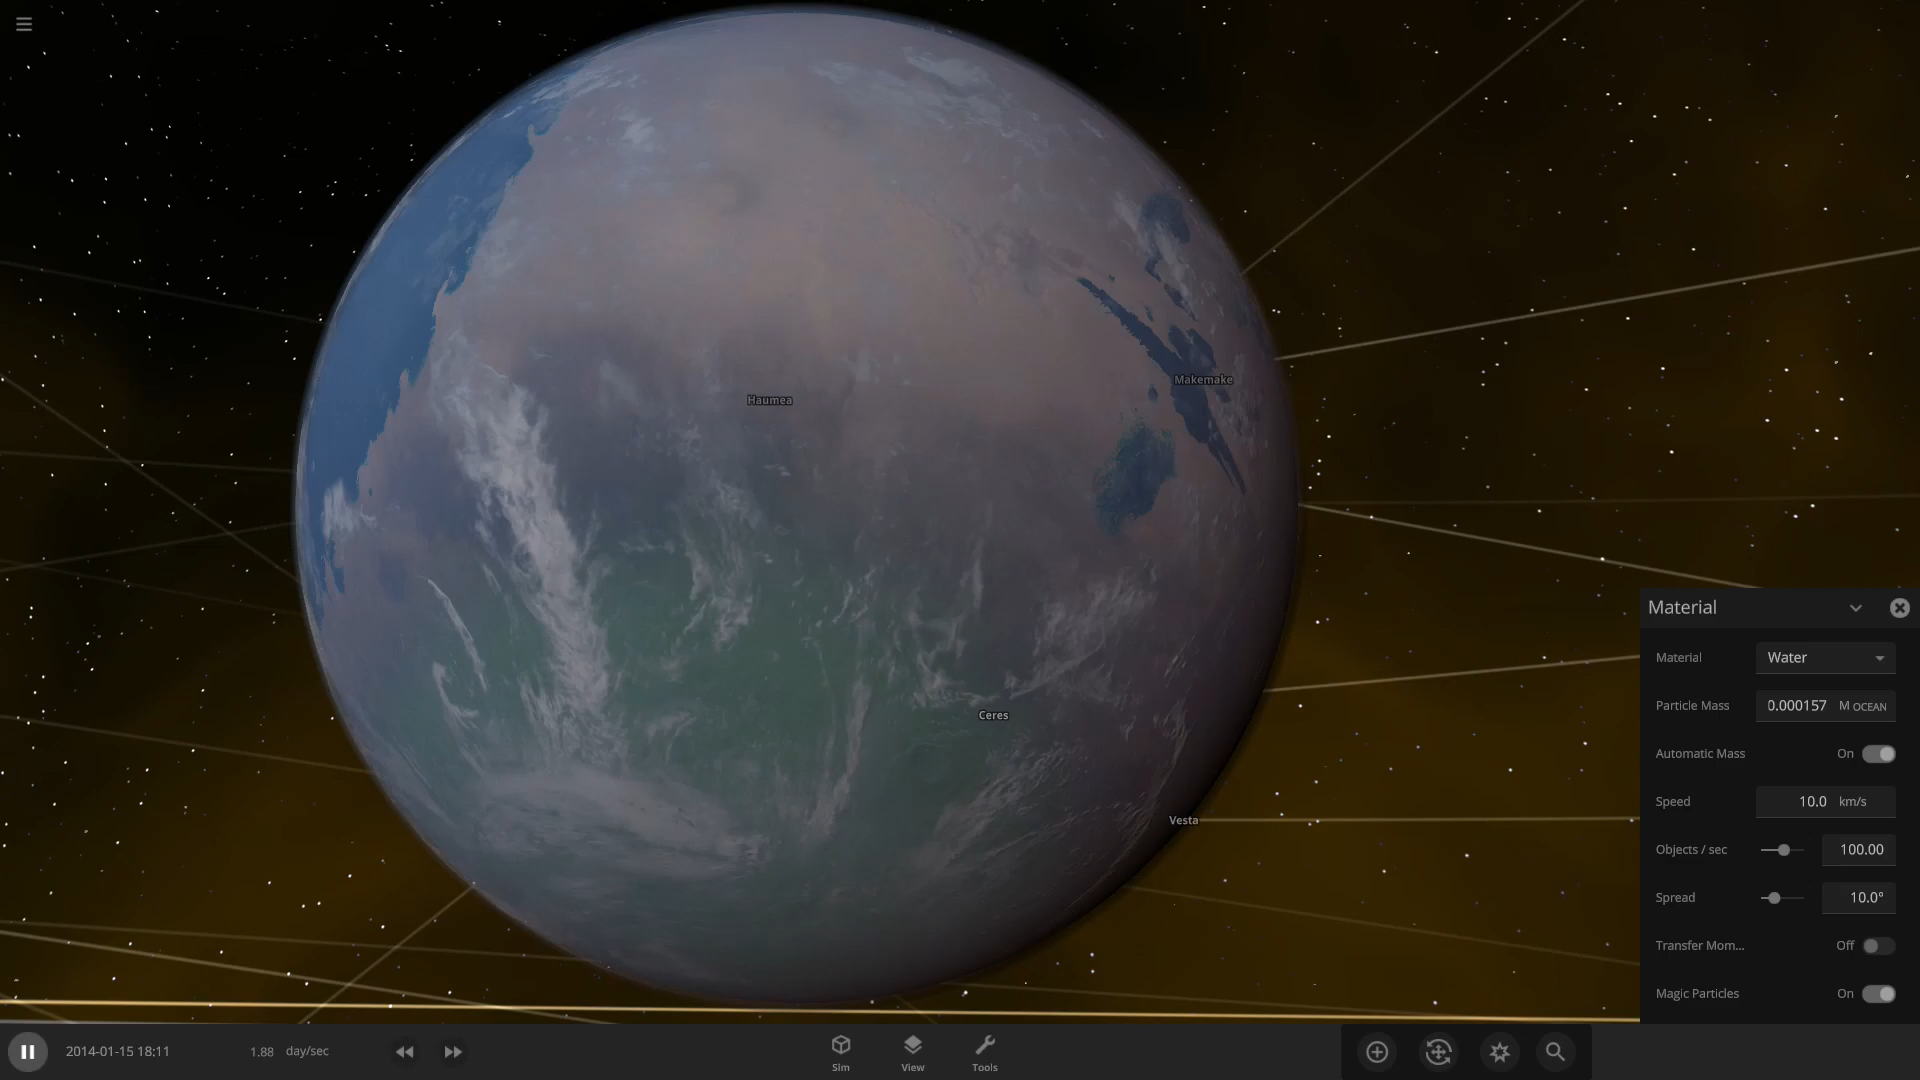 Makemake
Haumea
Ceres
Vesta
Material
Material Water
Particle Mass 0.000157 M OCEAN
Automatic Mass On
Speed 10.0 km/s
Objects / sec 100.00
Spread 10.0°
Transfer Mom... Off
Magic Particles On
2014-01-15 18:11 1.88 day/sec
Sim View Tools